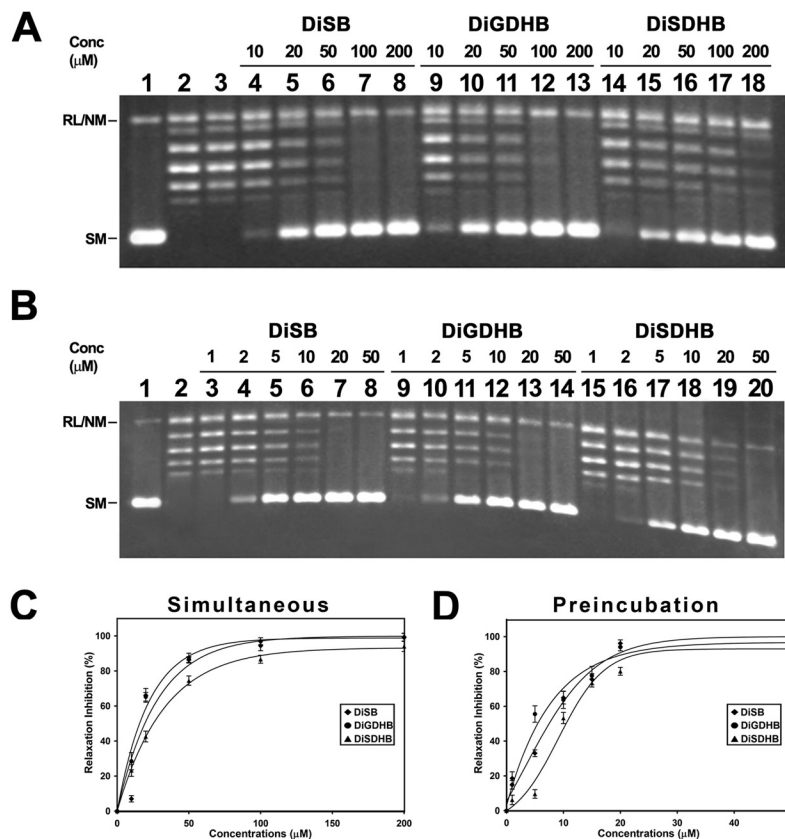 A
DiSB DiGDHB DiSDHB
Conc (μM) 10 20 50 100 200 10 20 50 100 200 10 20 50 100 200
1 2 3 4 5 6 7 8 9 10 11 12 13 14 15 16 17 18
RL/NM
SM
B
DiSB DiGDHB DiSDHB
Conc (μM) 1 2 5 10 20 50 1 2 5 10 20 50 1 2 5 10 20 50
1 2 3 4 5 6 7 8 9 10 11 12 13 14 15 16 17 18 19 20
RL/NM
SM
C
Simultaneous
Relaxation Inhibition (%)
100
80
60
40
20
0
0 50 100 150 200
Concentrations (μM)
DiSB
DiGDHB
DiSDHB
D
Preincubation
Relaxation Inhibition (%)
100
80
60
40
20
0
0 10 20 30 40
Concentrations (μM)
DiSB
DiGDHB
DiSDHB